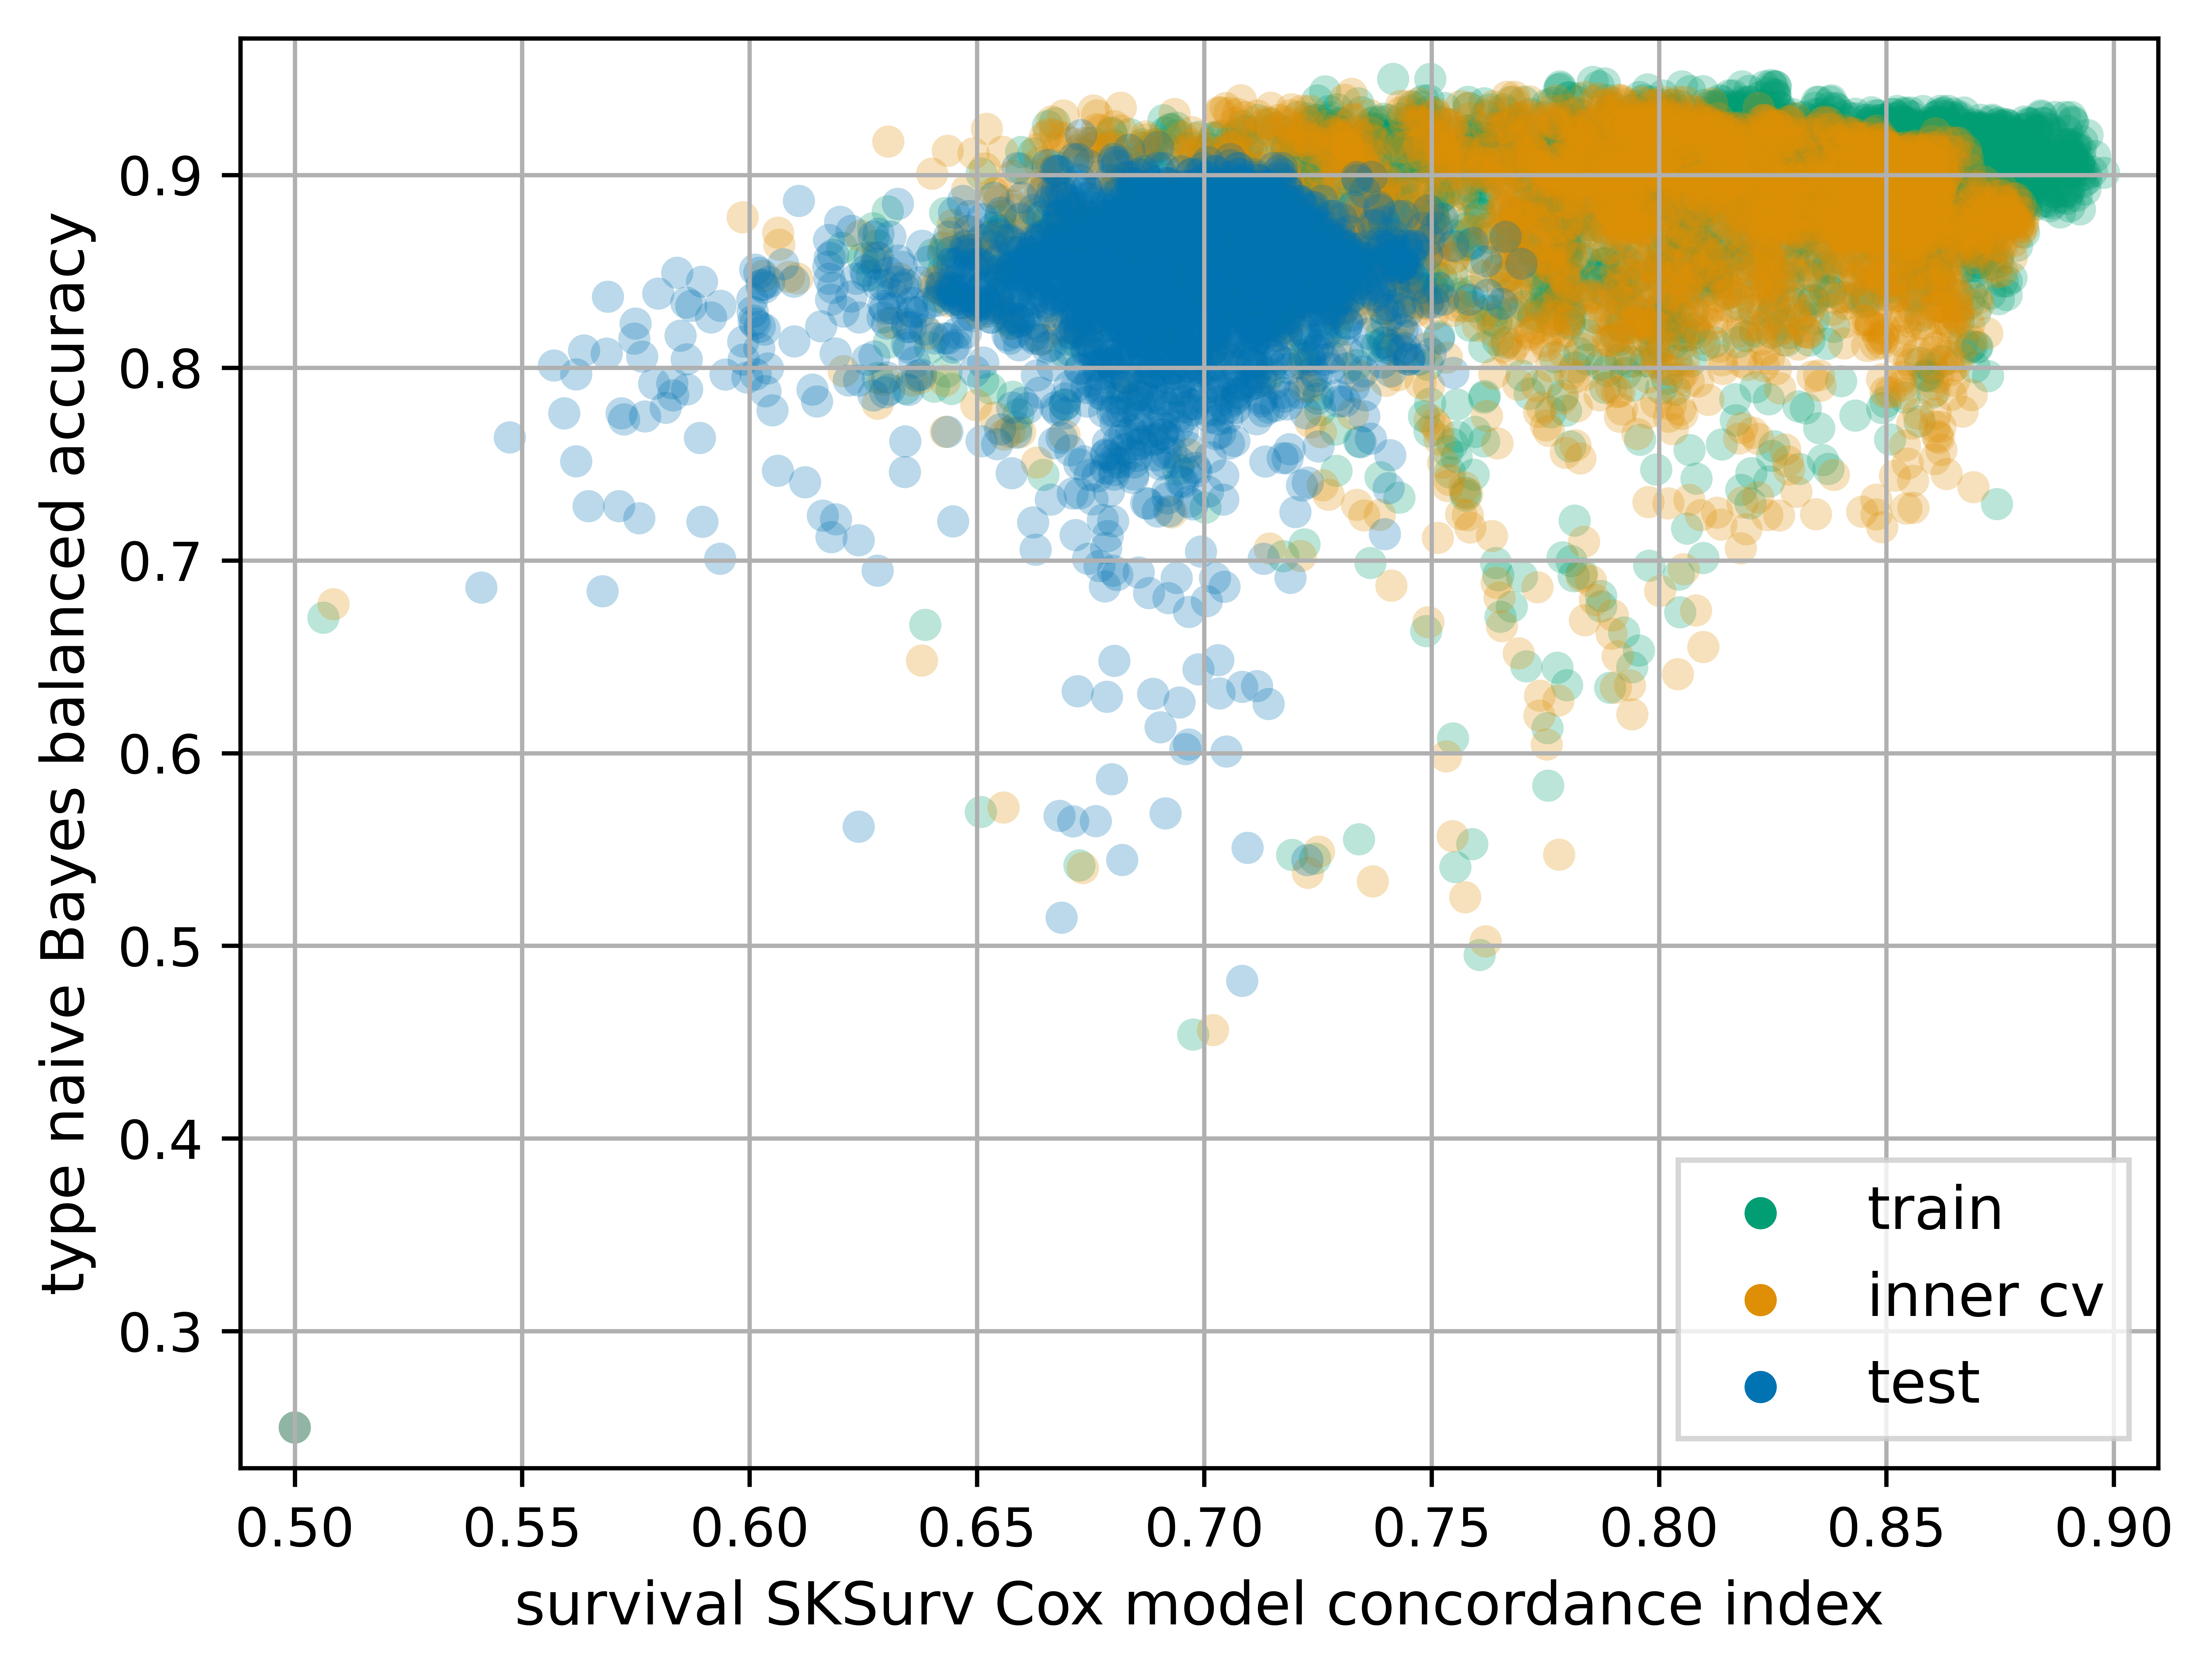 type naive Bayes balanced accuracy
0.9
0.8
0.7
0.6
0.5
0.4
0.3
train
inner cv
test
0.50 0.55 0.60 0.65 0.70 0.75 0.80 0.85 0.90
survival SKSurv Cox model concordance index